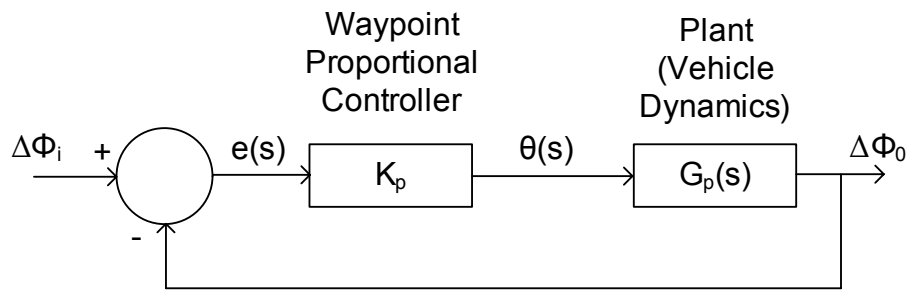 Waypoint
Proportional
Controller
Plant
(Vehicle
Dynamics)
ΔΦi
+
e(s)
Kp
θ(s)
Gp(s)
ΔΦ0
-